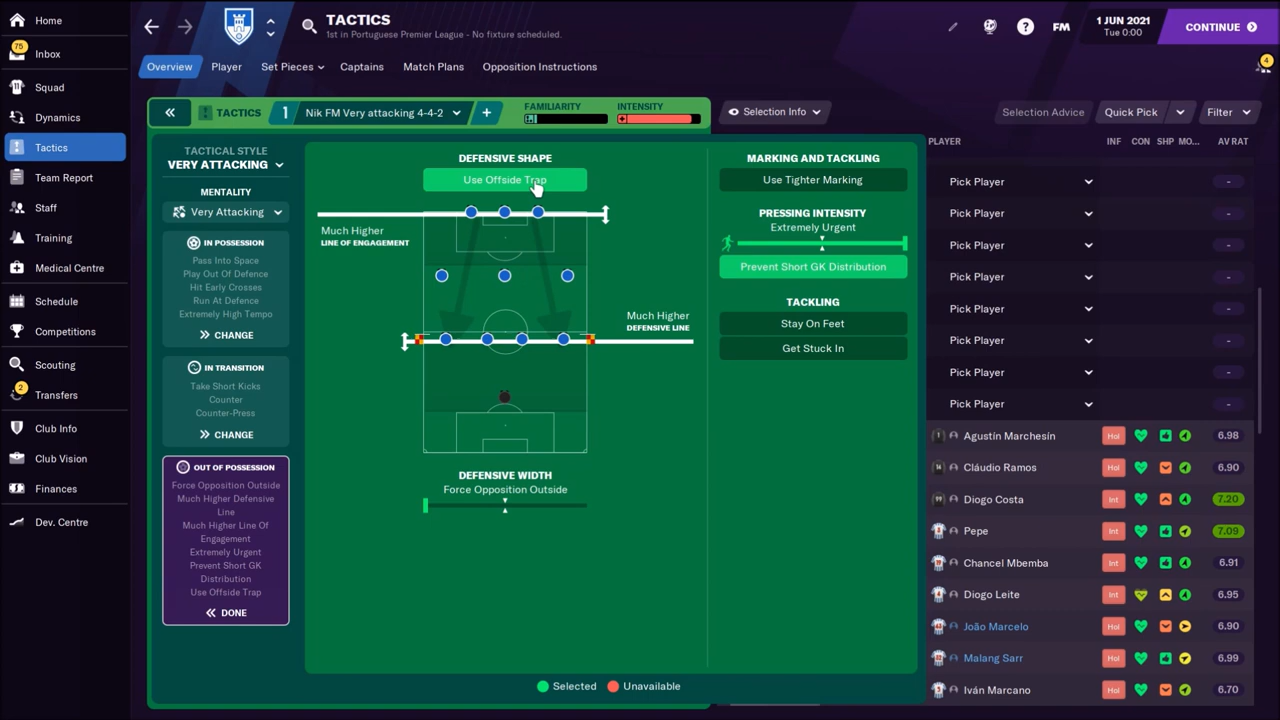 Home
75
Inbox
Squad
Dynamics
Tactics
Team Report
Staff
Training
Medical Centre
Schedule
Competitions
Scouting
2
Transfers
Club Info
Club Vision
Finances
Dev. Centre
TACTICS
1st in Portuguese Premier League - No fixture scheduled.
?
FM
1 JUN 2021
Tue 0:00
CONTINUE
4
Overview
Player
Set Pieces
Captains
Match Plans
Opposition Instructions
TACTICS
1
Nik FM Very attacking 4-4-2
FAMILIARITY
INTENSITY
Selection Info
Selection Advice
Quick Pick
Filter
TACTICAL STYLE
VERY ATTACKING
MENTALITY
Very Attacking
IN POSSESSION
Pass Into Space
Play Out Of Defence
Hit Early Crosses
Run At Defence
Extremely High Tempo
CHANGE
IN TRANSITION
Take Short Kicks
Counter
Counter-Press
CHANGE
OUT OF POSSESSION
Force Opposition Outside
Much Higher Defensive
Line
Much Higher Line Of
Engagement
Extremely Urgent
Prevent Short GK
Distribution
Use Offside Trap
DONE
DEFENSIVE SHAPE
Use Offside Trap
Much Higher
LINE OF ENGAGEMENT
Much Higher
DEFENSIVE LINE
DEFENSIVE WIDTH
Force Opposition Outside
MARKING AND TACKLING
Use Tighter Marking
PRESSING INTENSITY
Extremely Urgent
Prevent Short GK Distribution
TACKLING
Stay On Feet
Get Stuck In
Selected
Unavailable
PLAYER INF CON SHP MO... AV RAT
Pick Player -
Pick Player -
Pick Player -
Pick Player -
Pick Player -
Pick Player -
Pick Player -
Pick Player -
Agustín Marchesín Hol 6.98
Cláudio Ramos Hol 6.90
Diogo Costa Int 7.20
Pepe Int 7.09
Chancel Mbemba Int 6.91
Diogo Leite Int 6.95
João Marcelo Hol 6.90
Malang Sarr Hol 6.99
Iván Marcano Hol 6.70